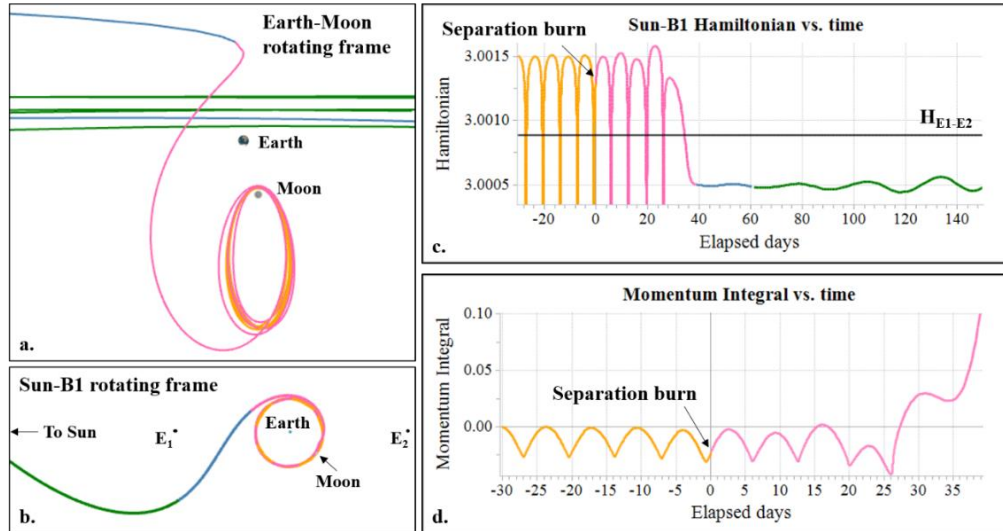 Earth-Moon
rotating frame
Earth
Moon
a.
Sun-B1 rotating frame
To Sun
E1
Earth
E2
Moon
b.
c.
Sun-B1 Hamiltonian vs. time
Separation burn
Hamiltonian
3.0015
3.0010
3.0005
HE1-E2
-20 0 20 40 60 80 100 120 140
Elapsed days
Momentum Integral vs. time
Momentum Integral
0.10
0.05
0.00
Separation burn
-30 -25 -20 -15 -10 -5 0 5 10 15 20 25 30 35
Elapsed days
d.